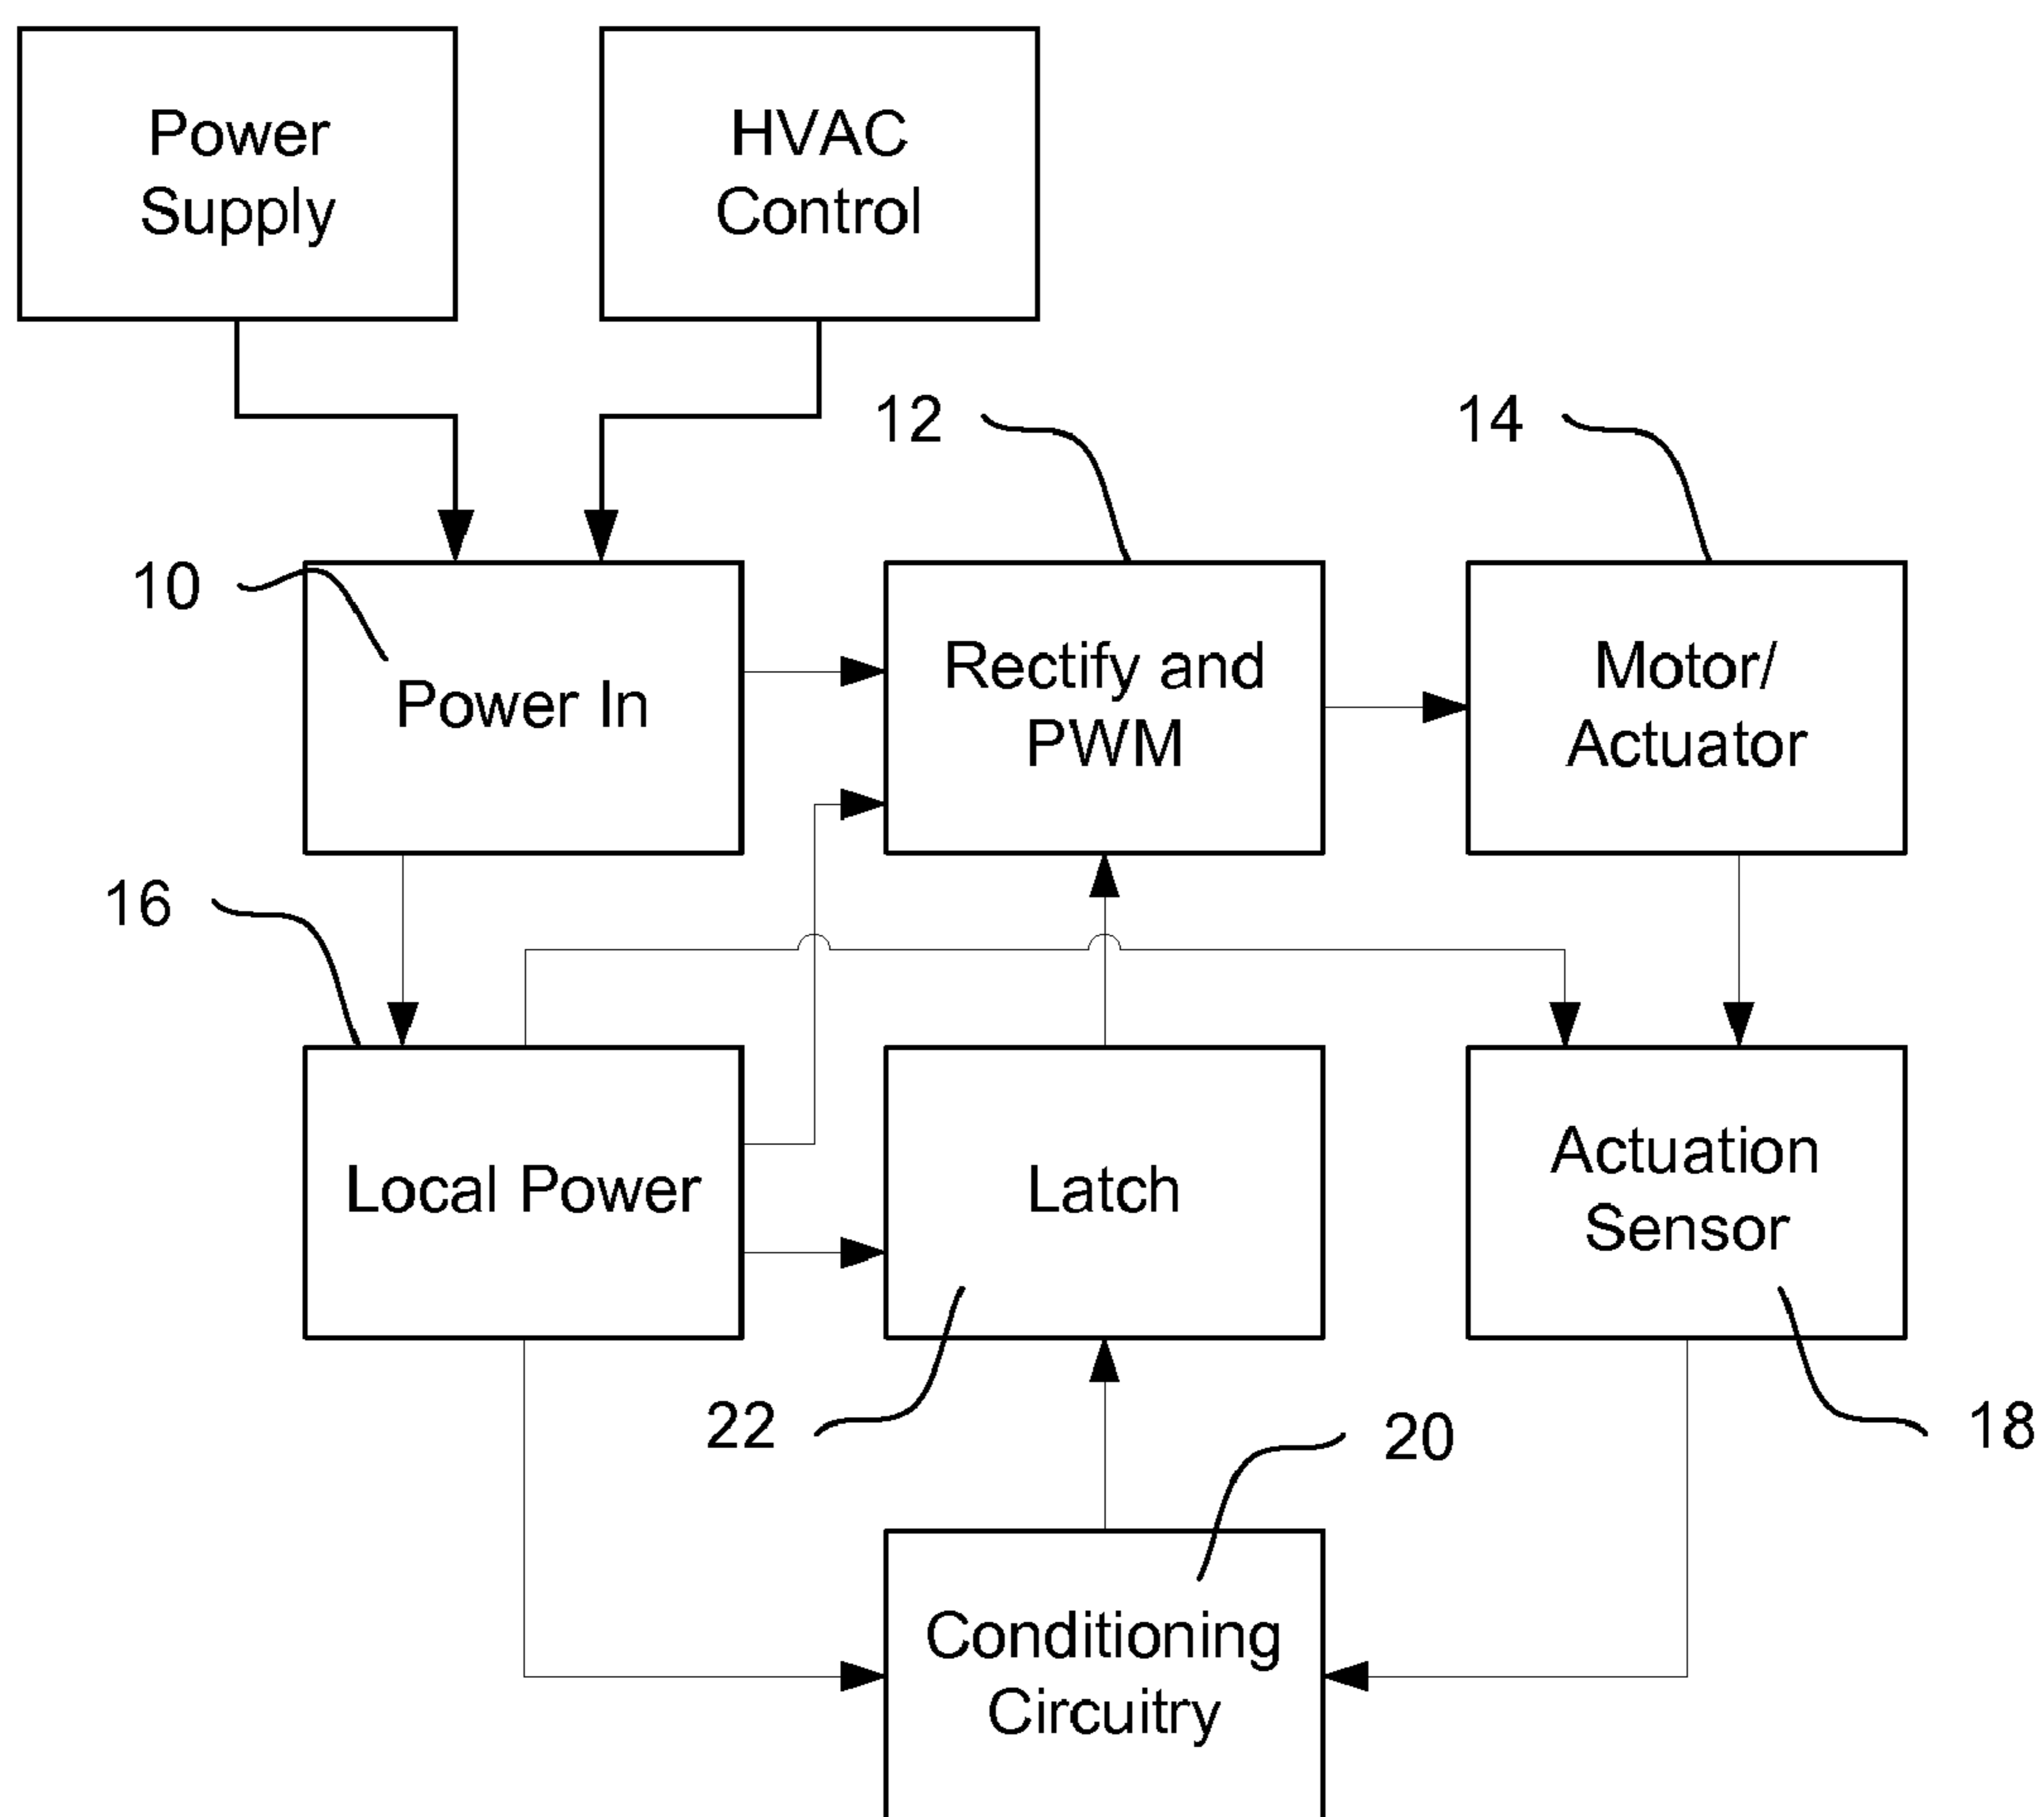 Power
Supply
HVAC
Control
12
14
10
Power In
Rectify and
PWM
Motor/
Actuator
16
Local Power
Latch
Actuation
Sensor
22
20
18
Conditioning
Circuitry